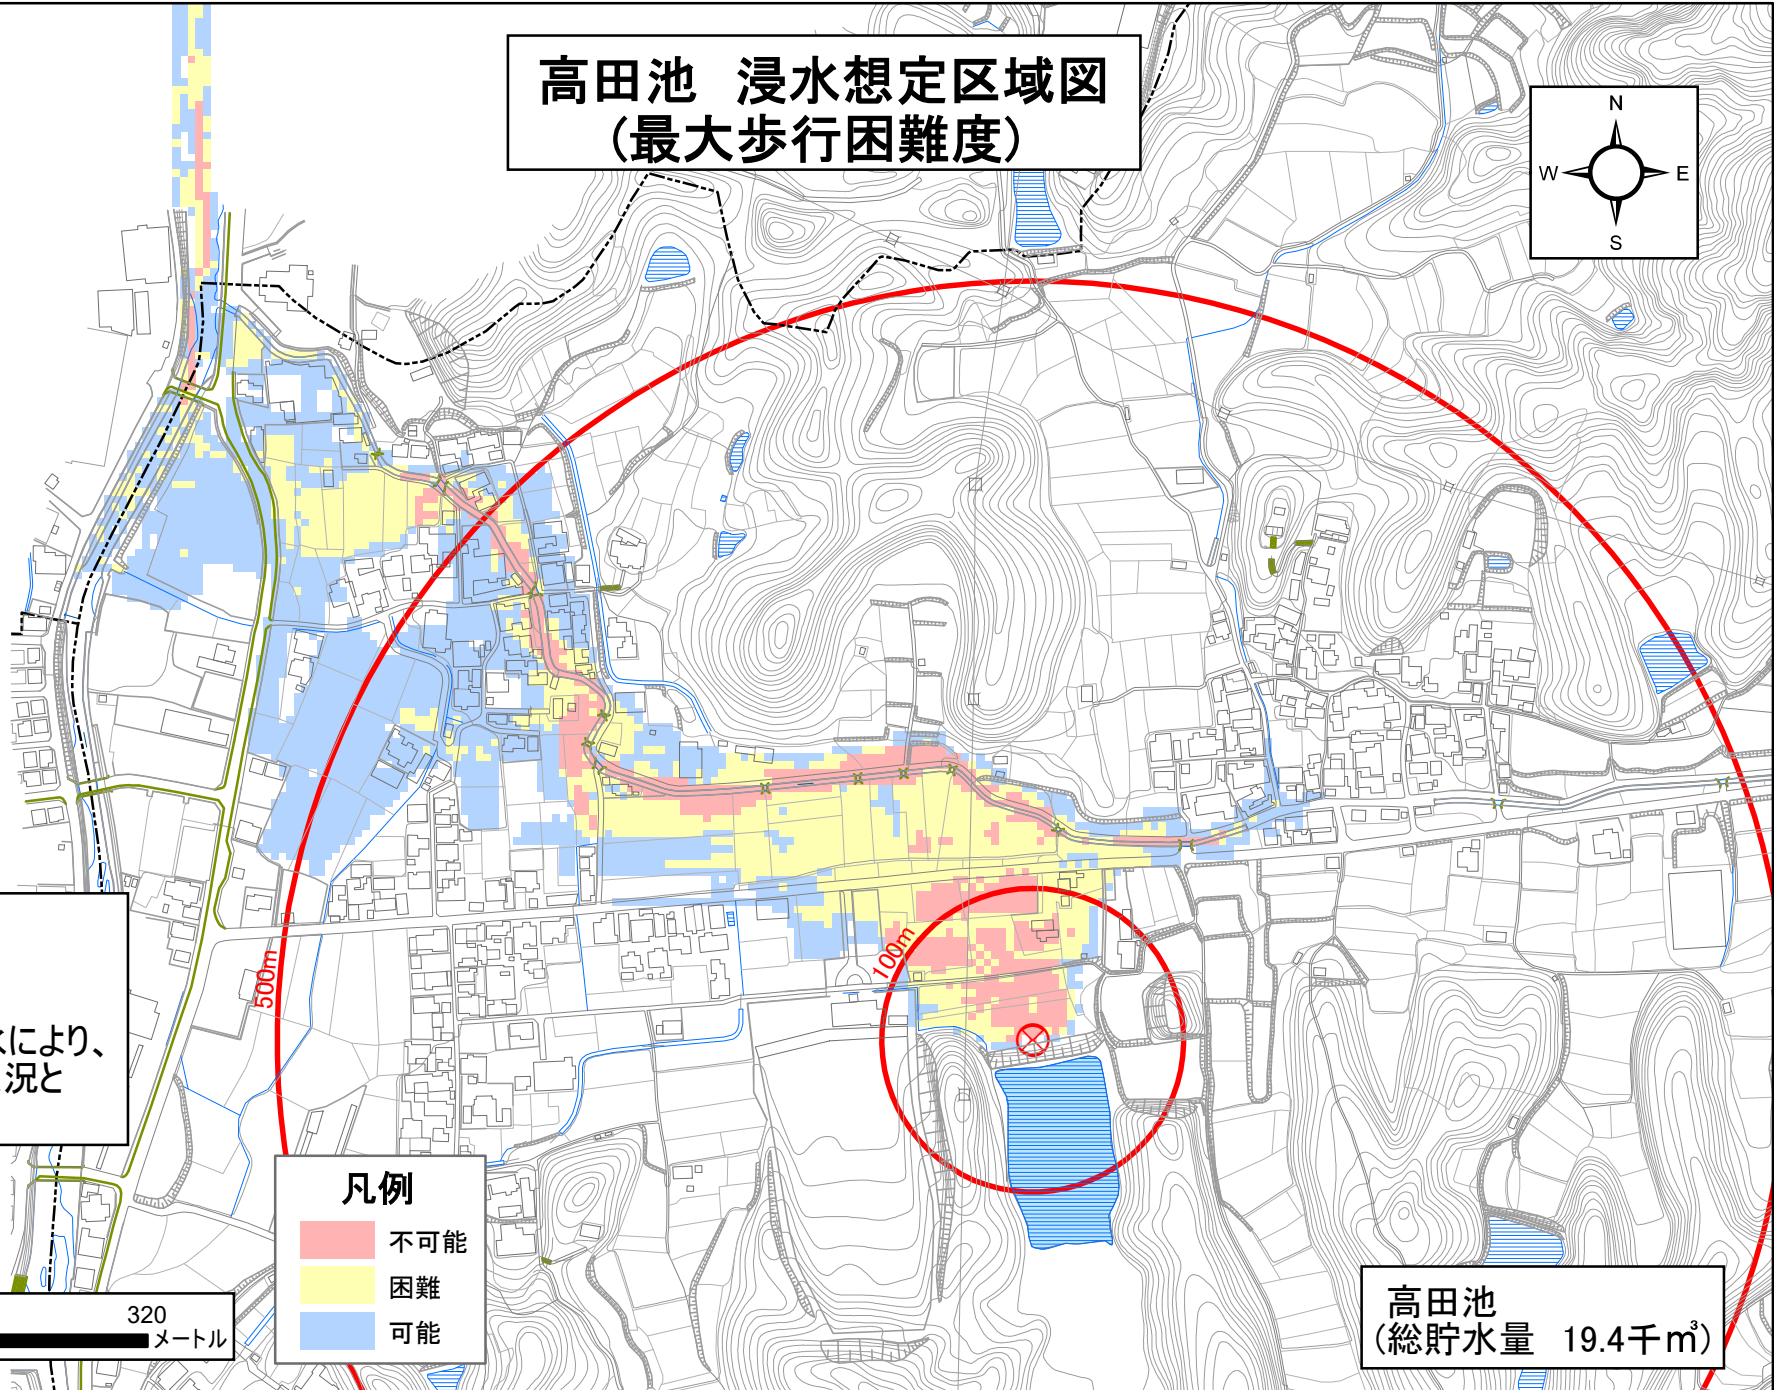 高田池 浸水想定区域図
(最大歩行困難度)
N
W
E
S
500m
100m
水により、
況と
凡例
不可能
困難
可能
320
メートル
高田池
(総貯水量 19.4千㎥)